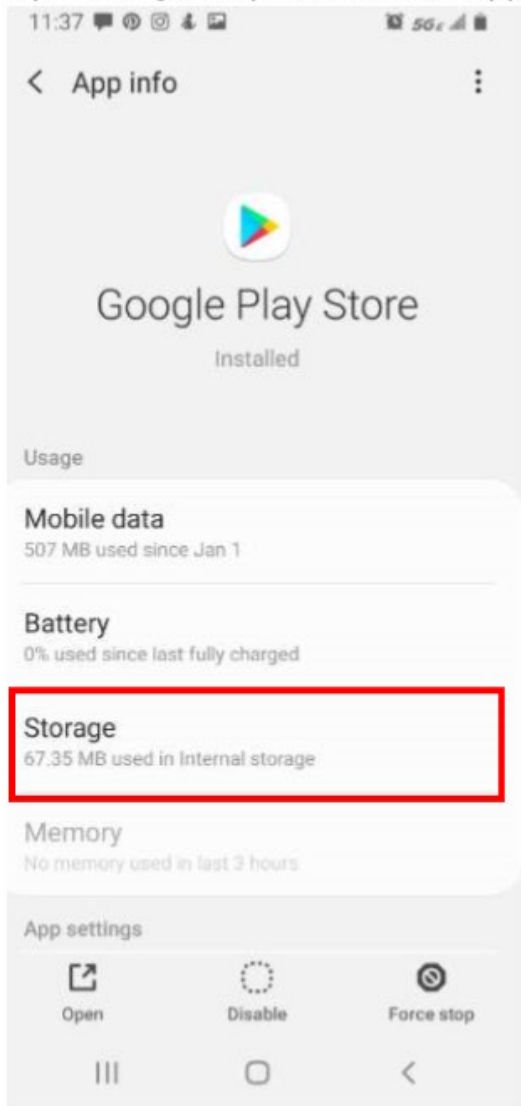 11:37
5GE
< App info
Google Play Store
Installed
Usage
Mobile data
507 MB used since Jan 1
Battery
0% used since last fully charged
Storage
67.35 MB used in Internal storage
Memory
No memory used in last 3 hours
App settings
Open Disable Force stop